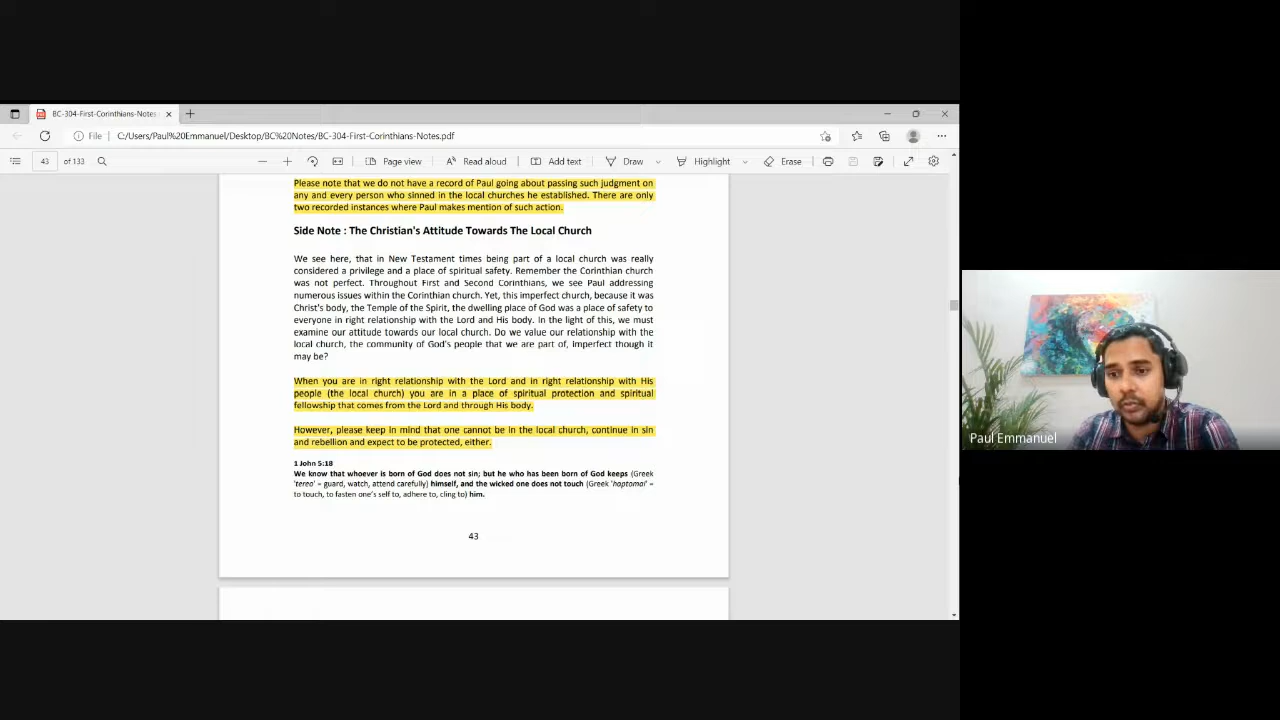 BC-304-First-Corinthians-Notes
File
C:/Users/Paul%20Emmanuel/Desktop/BC%20Notes/BC-304-First-Corinthians-Notes.pdf
43 of 133
Page view
Read aloud
Add text
Draw
Highlight
Erase
Please note that we do not have a record of Paul going about passing such judgment on
any and every person who sinned in the local churches he established. There are only
two recorded instances where Paul makes mention of such action.
Side Note : The Christian's Attitude Towards The Local Church
We see here, that in New Testament times being part of a local church was really
considered a privilege and a place of spiritual safety. Remember the Corinthian church
was not perfect. Throughout First and Second Corinthians, we see Paul addressing
numerous issues within the Corinthian church. Yet, this imperfect church, because it was
Christ's body, the Temple of the Spirit, the dwelling place of God was a place of safety to
everyone in right relationship with the Lord and His body. In the light of this, we must
examine our attitude towards our local church. Do we value our relationship with the
local church, the community of God's people that we are part of, imperfect though it
may be?
When you are in right relationship with the Lord and in right relationship with His
people (the local church) you are in a place of spiritual protection and spiritual
fellowship that comes from the Lord and through His body.
However, please keep in mind that one cannot be in the local church, continue in sin
and rebellion and expect to be protected, either.
1 John 5:18
We know that whoever is born of God does not sin; but he who has been born of God keeps (Greek
'tereo' = guard, watch, attend carefully) himself, and the wicked one does not touch (Greek 'haptomai' =
to touch, to fasten one's self to, adhere to, cling to) him.
43
Paul Emmanuel